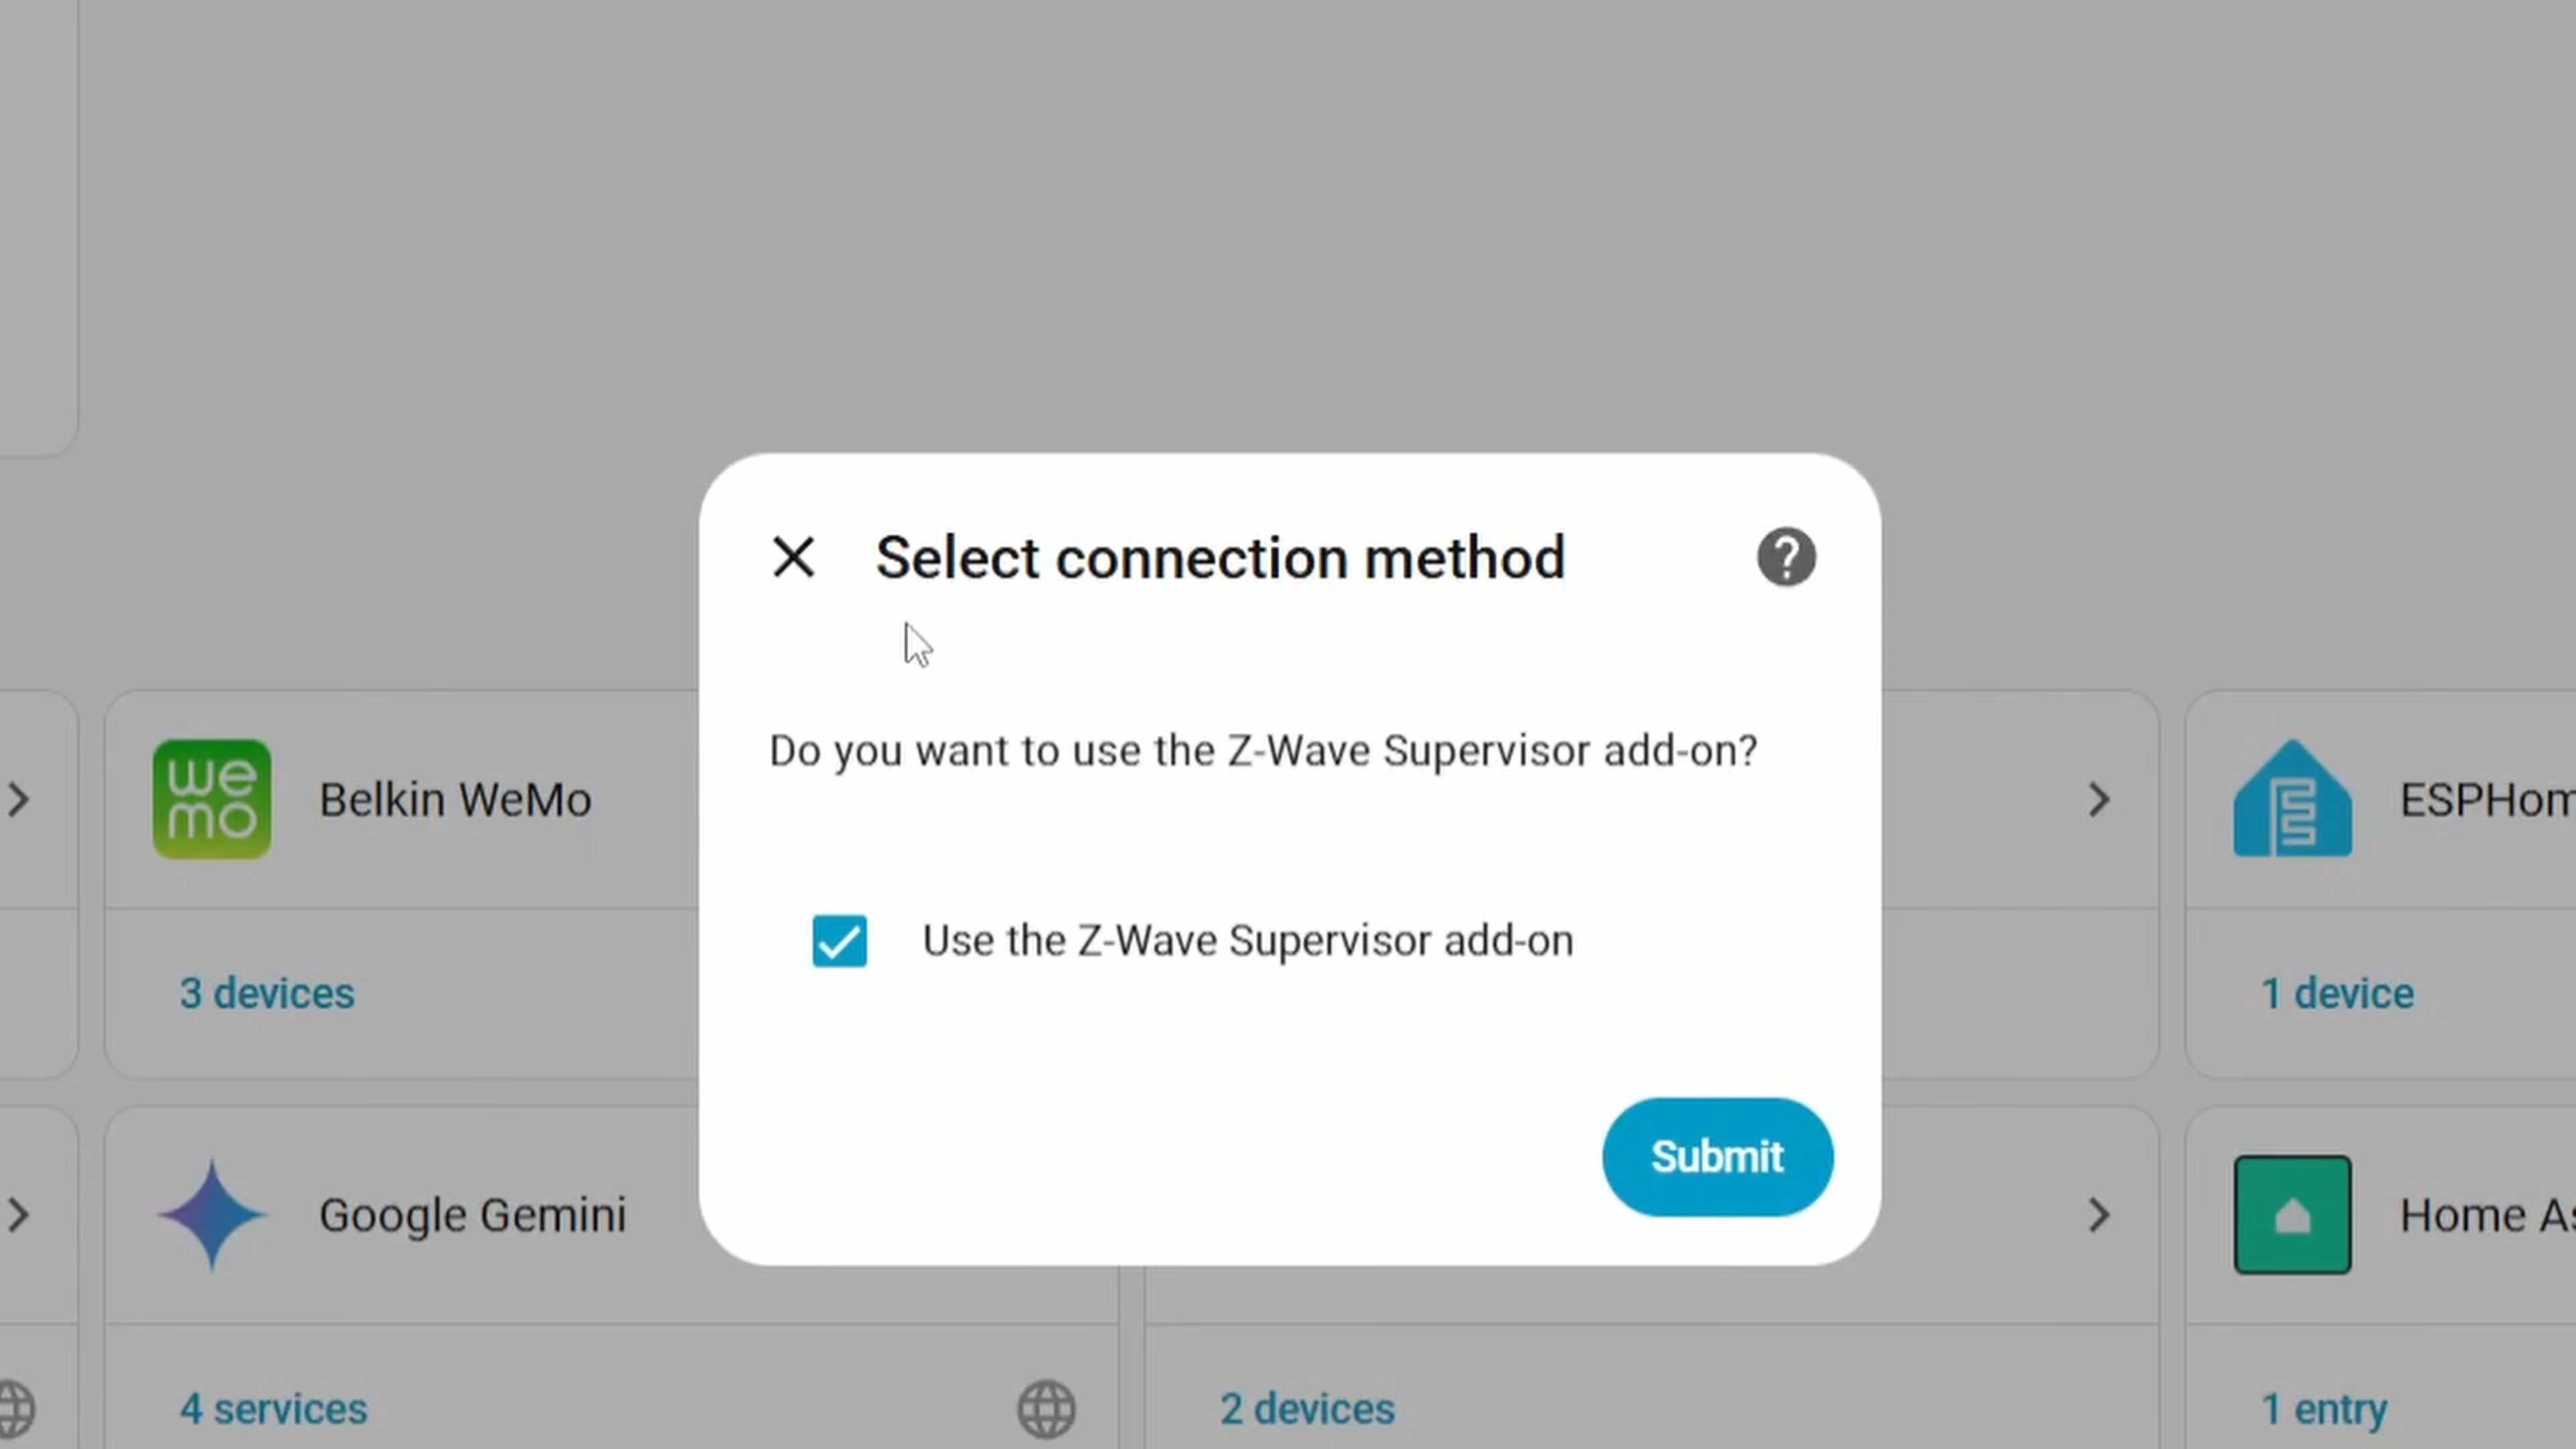 Select connection method
Do you want to use the Z-Wave Supervisor add-on?
Use the Z-Wave Supervisor add-on
Submit
we
mo
Belkin WeMo
3 devices
ESPHom
1 device
Google Gemini
4 services
2 devices
Home As
1 entry